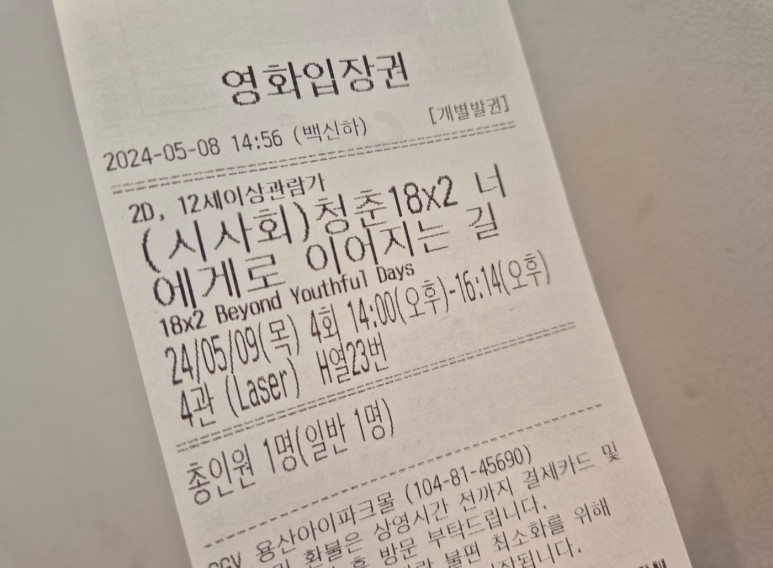 영화입장권
2024-05-08 14:56 (백신하) [개별발권]
2D, 12세이상관람가
(시사회)청춘18x2 너
에게로 이어지는 길
18x2 Beyond Youthful Days
24/05/09(목) 4회 14:00(오후)-16:14(오후)
4관 (Laser) H열23번
총인원 1명(일반 1명)
CGV 용산아이파크몰 (104-81-45690)
및 환불은 상영시간 전까지 결제카드 및
후 방문 부탁드립니다.
불편 최소화를 위해